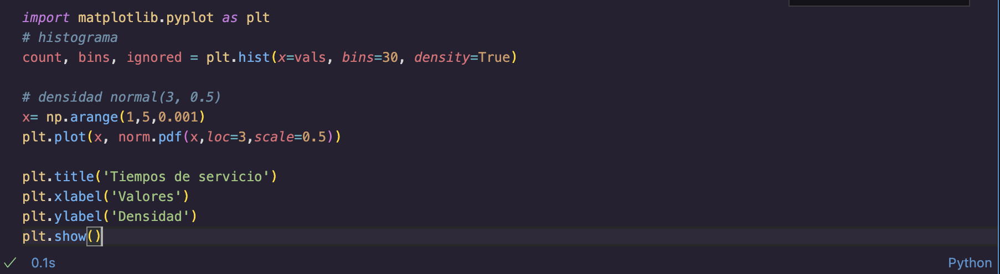 import matplotlib.pyplot as plt
# histograma
count, bins, ignored = plt.hist(x=vals, bins=30, density=True)
# densidad normal(3, 0.5)
x= np.arange(1,5,0.001)
plt.plot(x, norm.pdf(x,loc=3,scale=0.5))
plt.title('Tiempos de servicio')
plt.xlabel('Valores')
plt.ylabel('Densidad')
plt.show()
0.1s
Python